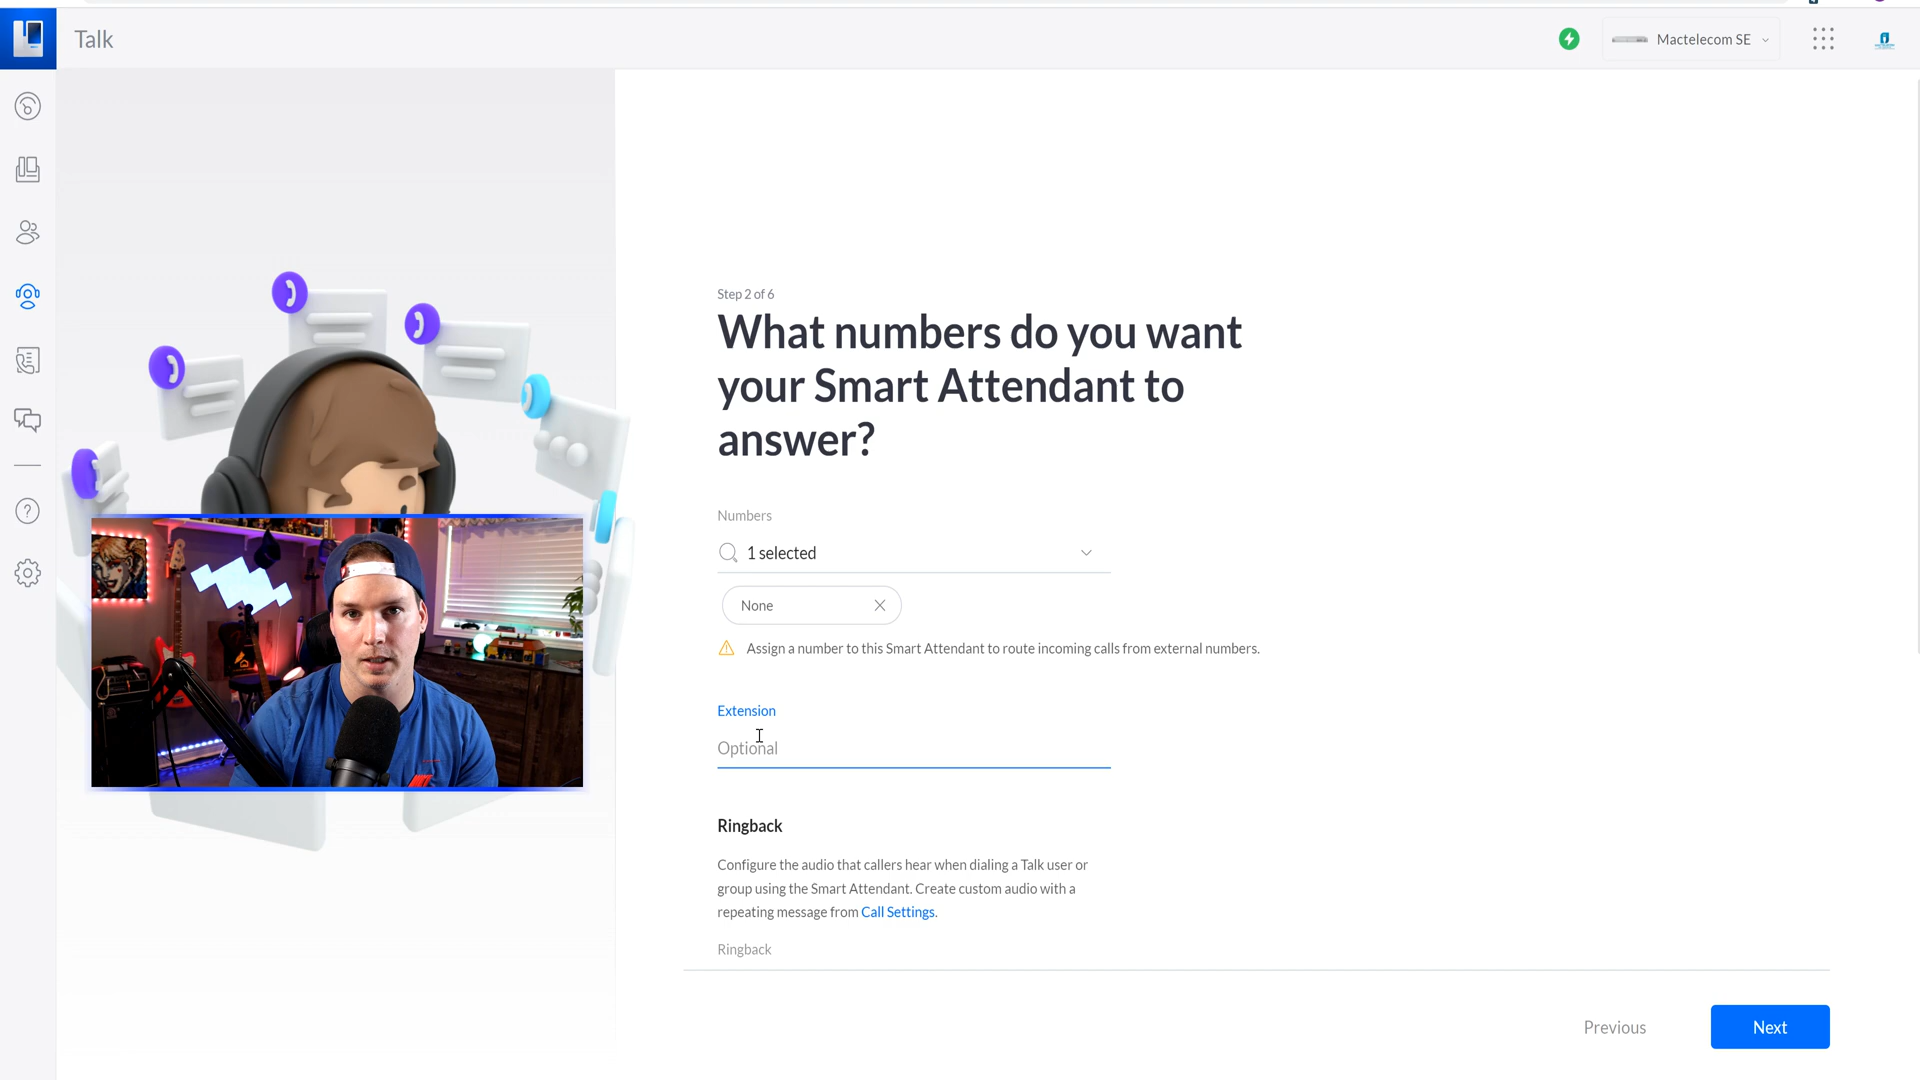 Talk
Mactelecom SE
Step 2 of 6
What numbers do you want
your Smart Attendant to
answer?
Numbers
1 selected
None
Assign a number to this Smart Attendant to route incoming calls from external numbers.
Extension
Optional
Ringback
Configure the audio that callers hear when dialing a Talk user or
group using the Smart Attendant. Create custom audio with a
repeating message from Call Settings.
Ringback
Previous
Next